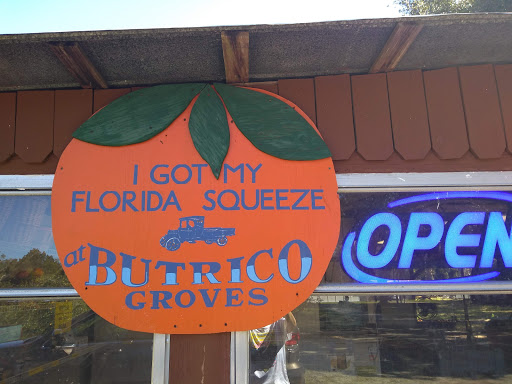 I GOT MY
FLORIDA SQUEEZE
at BUTRICO
GROVES
OPEN